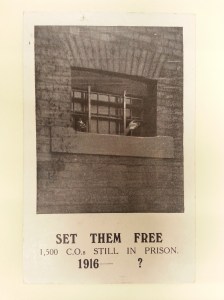 SET THEM FREE
1,500 C.O.s STILL IN PRISON.
1916— ?